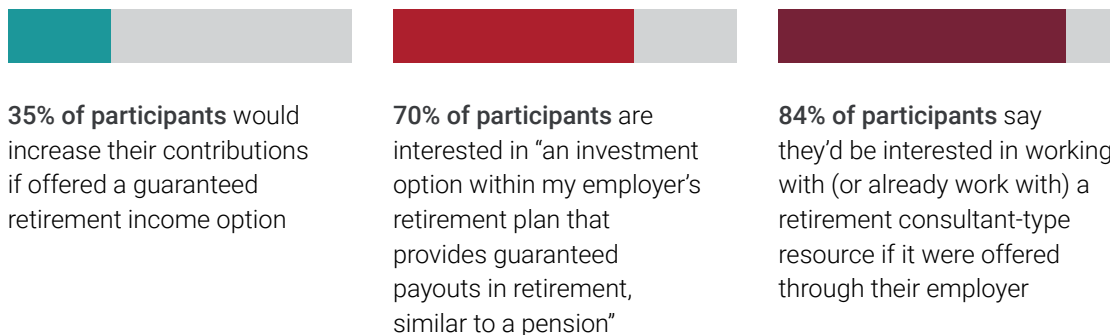 35% of participants would
increase their contributions
if offered a guaranteed
retirement income option
70% of participants are
interested in “an investment
option within my employer’s
retirement plan that
provides guaranteed
payouts in retirement,
similar to a pension”
84% of participants say
they’d be interested in working
with (or already work with) a
retirement consultant-type
resource if it were offered
through their employer